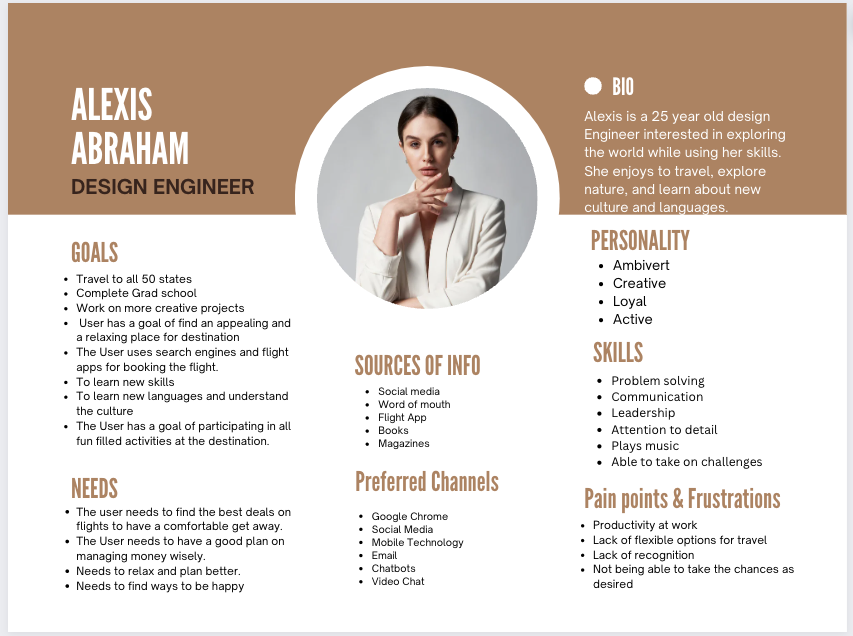 ALEXIS
ABRAHAM
DESIGN ENGINEER
BIO
Alexis is a 25 year old design
Engineer interested in exploring
the world while using her skills.
She enjoys to travel, explore
nature, and learn about new
culture and languages.
GOALS
• Travel to all 50 states
• Complete Grad school
• Work on more creative projects
• User has a goal of find an appealing and
a relaxing place for destination
• The User uses search engines and flight
apps for booking the flight.
• To learn new skills
• To learn new languages and understand
the culture
• The User has a goal of participating in all
fun filled activities at the destination.
NEEDS
• The user needs to find the best deals on
flights to have a comfortable get away.
• The User needs to have a good plan on
managing money wisely.
• Needs to relax and plan better.
• Needs to find ways to be happy
SOURCES OF INFO
• Social media
• Word of mouth
• Flight App
• Books
• Magazines
Preferred Channels
• Google Chrome
• Social Media
• Mobile Technology
• Email
• Chatbots
• Video Chat
PERSONALITY
• Ambivert
• Creative
• Loyal
• Active
SKILLS
• Problem solving
• Communication
• Leadership
• Attention to detail
• Plays music
• Able to take on challenges
Pain points & Frustrations
• Productivity at work
• Lack of flexible options for travel
• Lack of recognition
• Not being able to take the chances as
desired